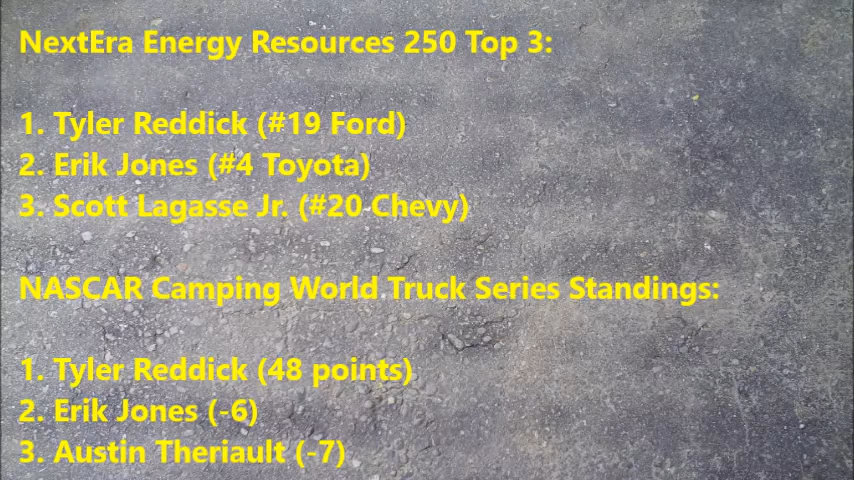 NextEra Energy Resources 250 Top 3:
1. Tyler Reddick (#19 Ford)
2. Erik Jones (#4 Toyota)
3. Scott Lagasse Jr. (#20 Chevy)
NASCAR Camping World Truck Series Standings:
1. Tyler Reddick (48 points)
2. Erik Jones (-6)
3. Austin Theriault (-7)